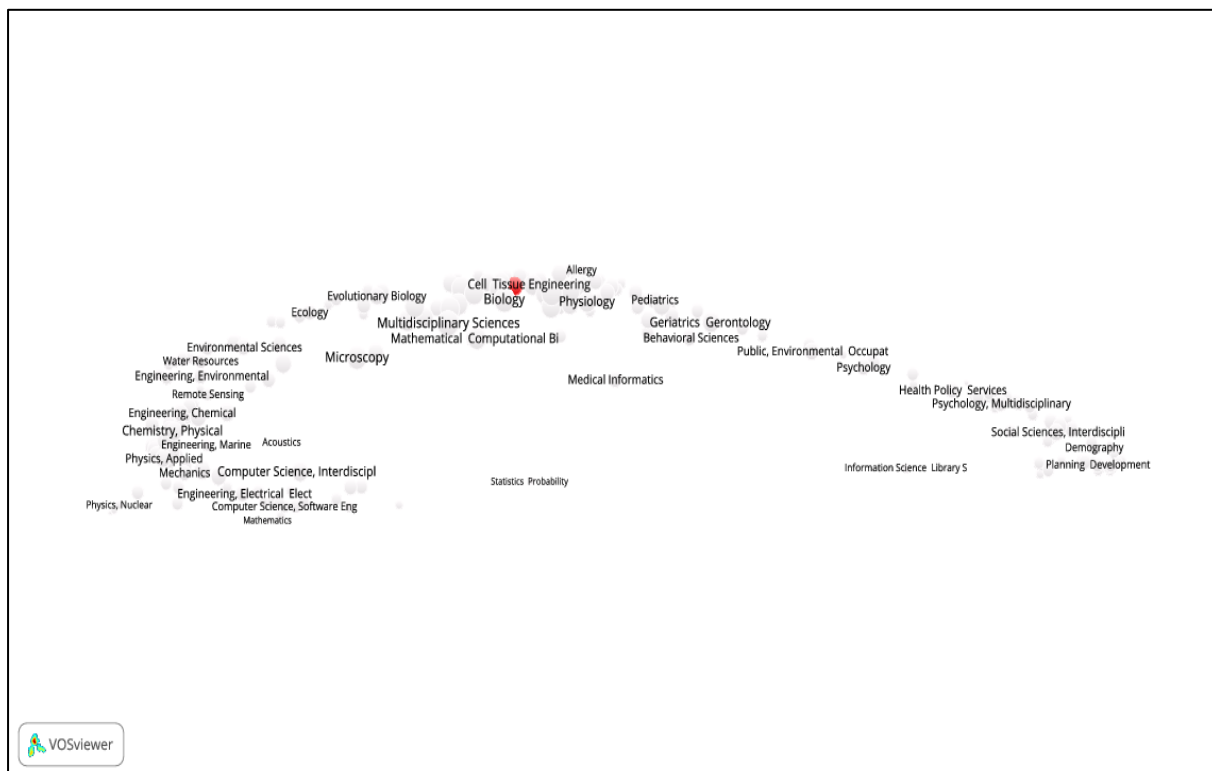 Allergy
Cell Tissue Engineering
Evolutionary Biology
Biology
Physiology
Pediatrics
Ecology
Multidisciplinary Sciences
Geriatrics Gerontology
Mathematical Computational Bi
Behavioral Sciences
Environmental Sciences
Public, Environmental Occupat
Water Resources
Microscopy
Psychology
Engineering, Environmental
Medical Informatics
Remote Sensing
Health Policy Services
Psychology, Multidisciplinary
Engineering, Chemical
Chemistry, Physical
Social Sciences, Interdiscipli
Engineering, Marine
Acoustics
Demography
Physics, Applied
Mechanics
Computer Science, Interdiscipl
Information Science Library S
Planning Development
Statistics Probability
Engineering, Electrical Elect
Physics, Nuclear
Computer Science, Software Eng
Mathematics
VOSviewer